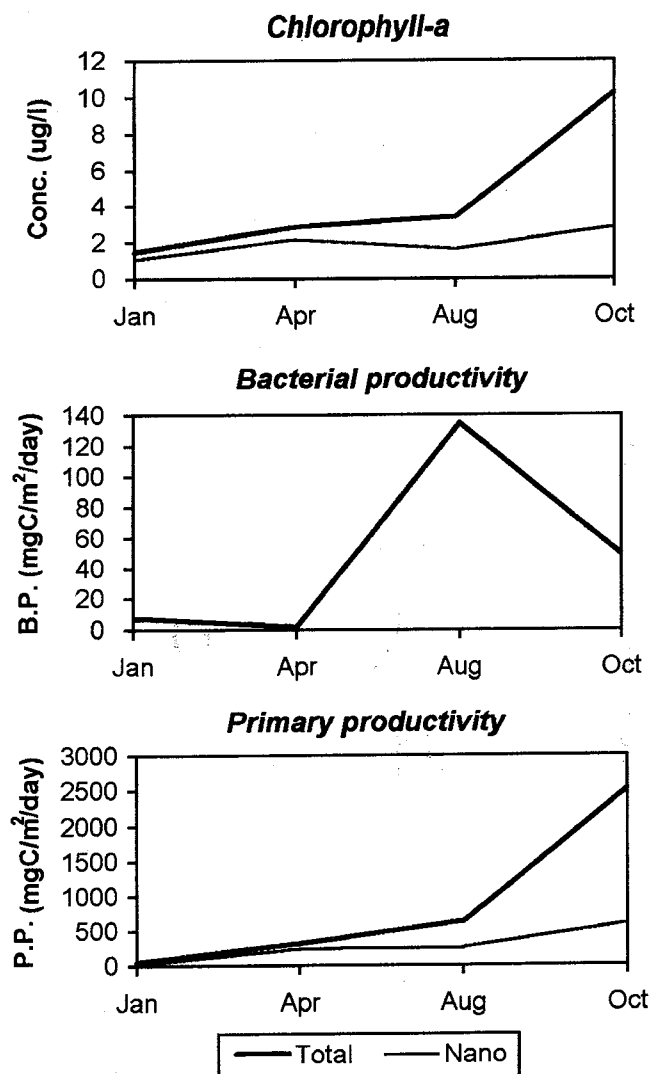 Chlorophyll-a
Conc. (ug/l)
12
10
8
6
4
2
0
Jan Apr Aug Oct
Bacterial productivity
B.P. (mgC/m²/day)
140
120
100
80
60
40
20
0
Jan Apr Aug Oct
Primary productivity
P.P. (mgC/m²/day)
3000
2500
2000
1500
1000
500
0
Jan Apr Aug Oct
Total Nano